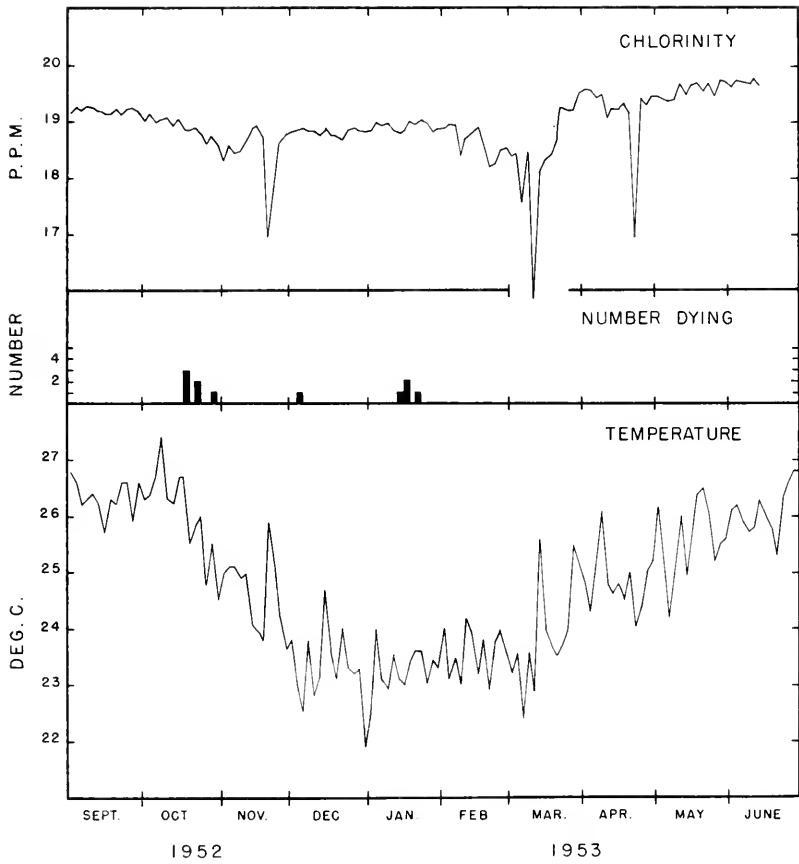 CHLORINITY
20
19
18
17
P.P.M.
NUMBER DYING
4
2
NUMBER
TEMPERATURE
27
26
25
24
23
22
DEG. C.
SEPT. OCT NOV. DEC JAN. FEB MAR. APR. MAY JUNE
1952 1953